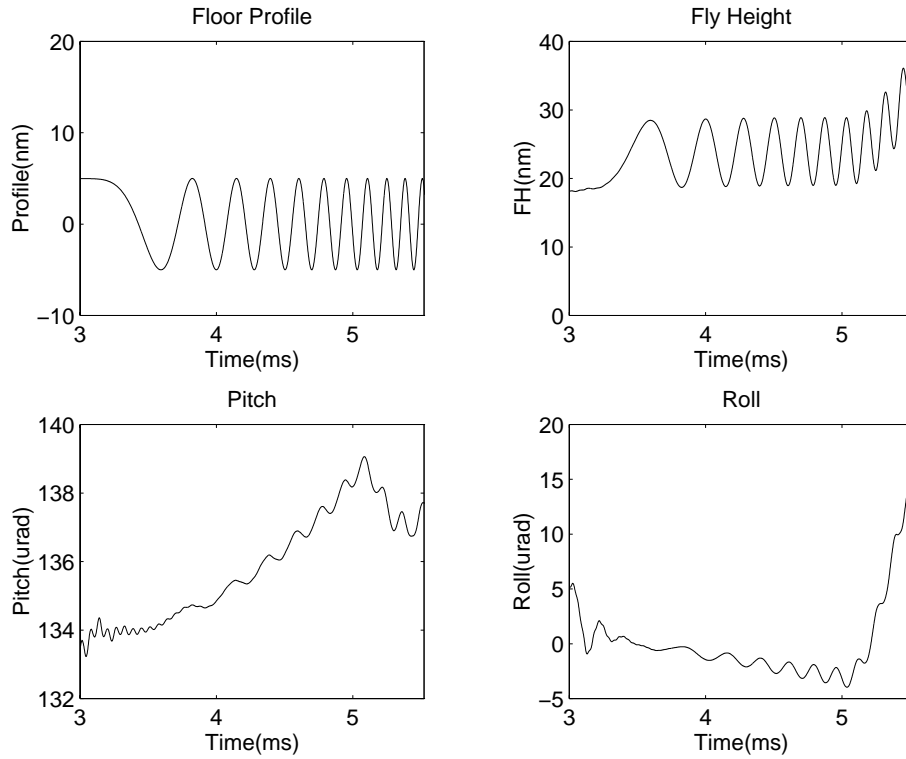 Floor Profile
20
10
0
−10
Profile(nm)
3
4
5
Time(ms)
Fly Height
40
30
20
10
0
FH(nm)
3
4
5
Time(ms)
Pitch
140
138
136
134
132
Pitch(urad)
3
4
5
Time(ms)
Roll
20
15
10
5
0
−5
Roll(urad)
3
4
5
Time(ms)